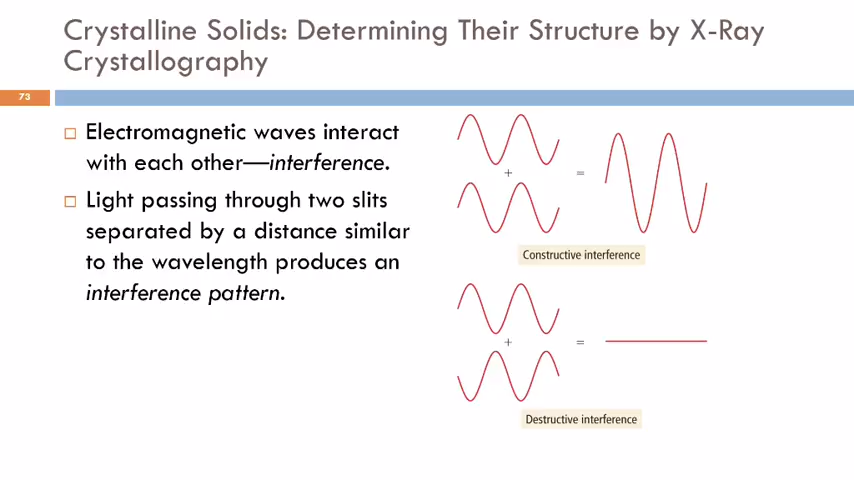 Crystalline Solids: Determining Their Structure by X-Ray
Crystallography
73
Electromagnetic waves interact
with each other—interference.
Light passing through two slits
separated by a distance similar
to the wavelength produces an
interference pattern.
+
=
Constructive interference
+
=
Destructive interference